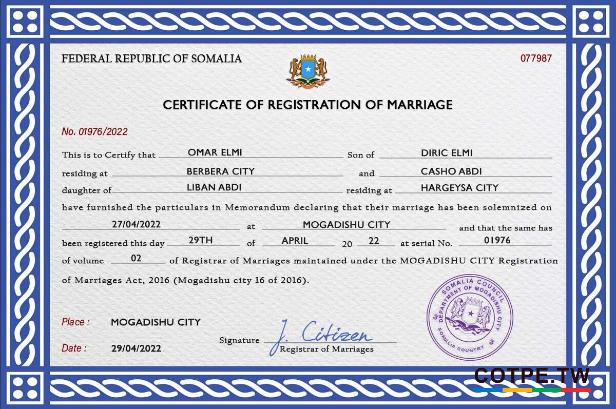 FEDERAL REPUBLIC OF SOMALIA 077987
CERTIFICATE OF REGISTRATION OF MARRIAGE
No. 01976/2022
This is to Certify that OMAR ELMI Son of DIRIC ELMI
residing at BERBERA CITY and CASHO ABDI
daughter of LIBAN ABDI residing at HARGEYSA CITY
have furnished the particulars in Memorandum declaring that their marriage has been solemnized on
27/04/2022 at MOGADISHU CITY and that the same has
been registered this day 29TH of APRIL 20 22 at serial No. 01976
of volume 02 of Registrar of Marriages maintained under the MOGADISHU CITY Registration
of Marriages Act, 2016 (Mogadishu city 16 of 2016).
SOMALIA COUNCIL
DEPARTMENT OF MOGADISHU CITY
SOMALIA COUNTRY
Place : MOGADISHU CITY
Signature J. Citizen
Registrar of Marriages
Date : 29/04/2022
COTPE.TW